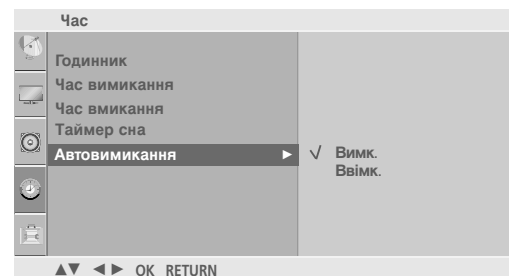 Час
Годинник
Час вимикання
Час вмикання
Таймер сна
Автовимикання ► √ Вимк.
Ввімк.
▲▼ ◄► OK RETURN